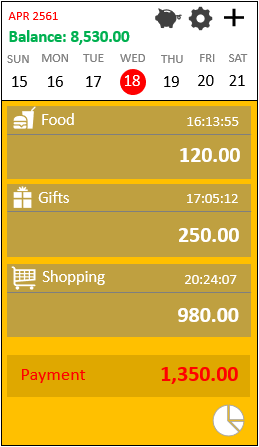 APR 2561
Balance: 8,530.00
SUN MON TUE WED THU FRI SAT
15 16 17 18 19 20 21
Food 16:13:55
120.00
Gifts 17:05:12
250.00
Shopping 20:24:07
980.00
Payment 1,350.00